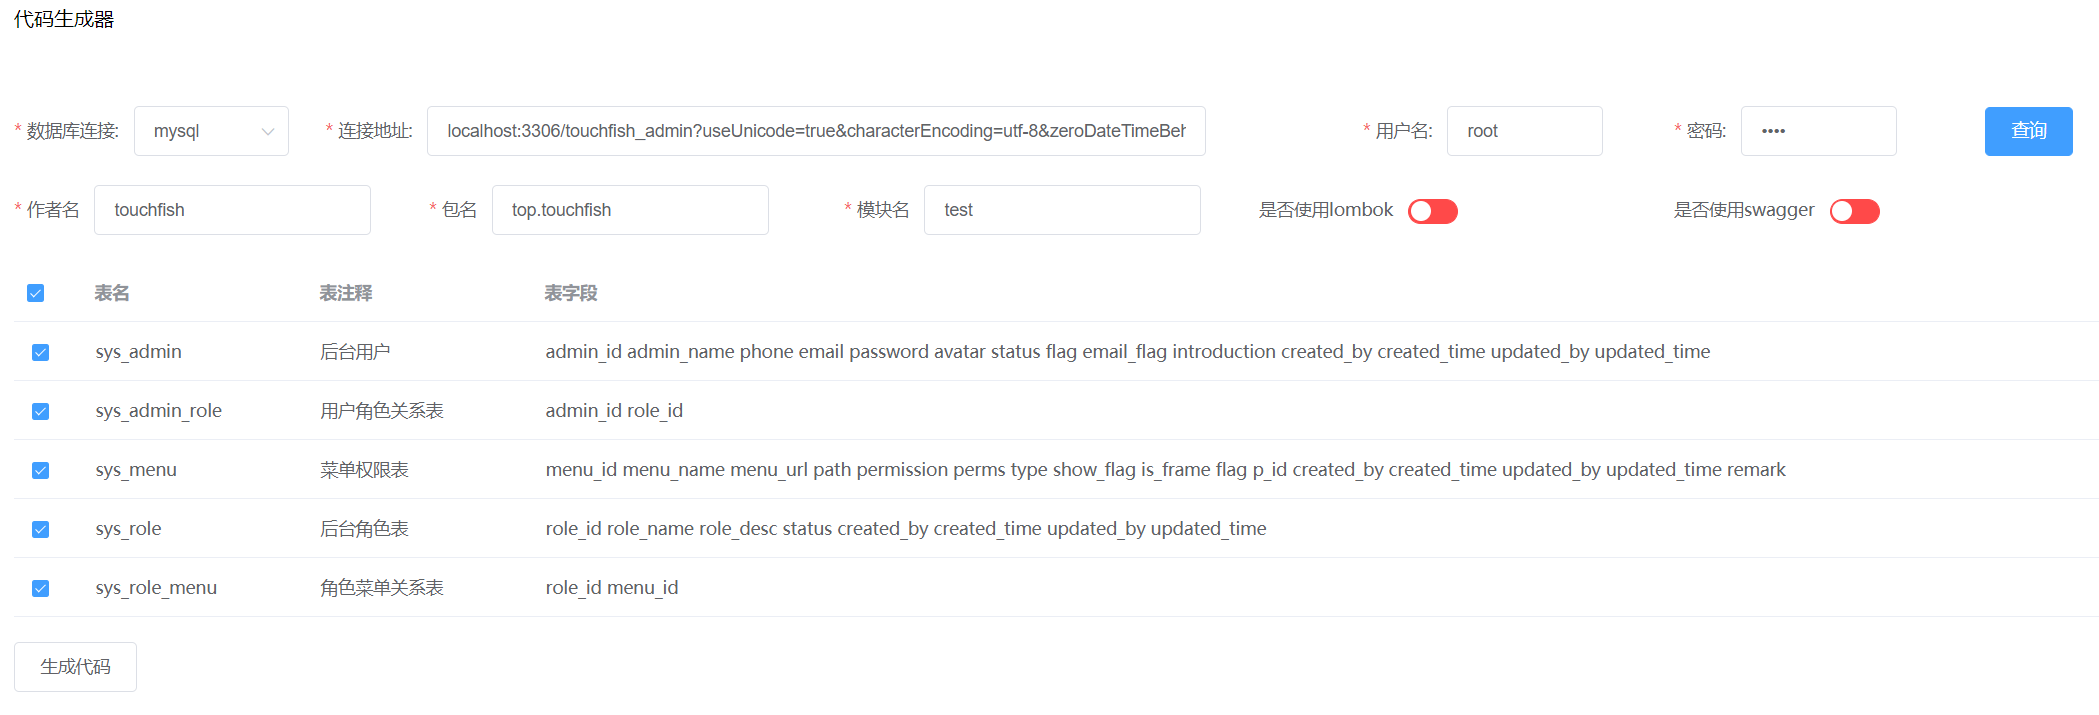 代码生成器
* 数据库连接: mysql * 连接地址: localhost:3306/touchfish_admin?useUnicode=true&characterEncoding=utf-8&zeroDateTimeBeh * 用户名: root * 密码: •••• 查询
* 作者名 touchfish * 包名 top.touchfish * 模块名 test 是否使用lombok 是否使用swagger
表名 表注释 表字段
sys_admin 后台用户 admin_id admin_name phone email password avatar status flag email_flag introduction created_by created_time updated_by updated_time
sys_admin_role 用户角色关系表 admin_id role_id
sys_menu 菜单权限表 menu_id menu_name menu_url path permission perms type show_flag is_frame flag p_id created_by created_time updated_by updated_time remark
sys_role 后台角色表 role_id role_name role_desc status created_by created_time updated_by updated_time
sys_role_menu 角色菜单关系表 role_id menu_id
生成代码